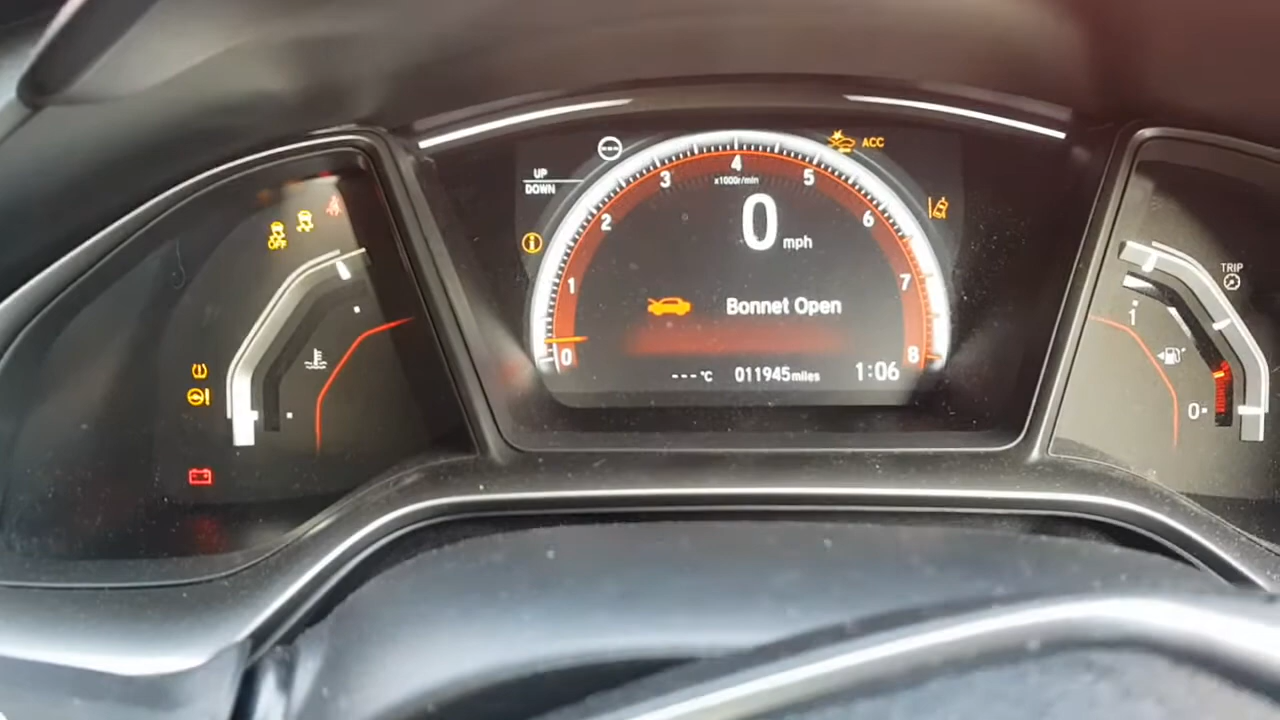 UP
DOWN
ACC
OFF
0 1 2 3 4 5 6 7 8
x1000r/min
0 mph
Bonnet Open
---°C 011945miles 1:06
TRIP
1
0